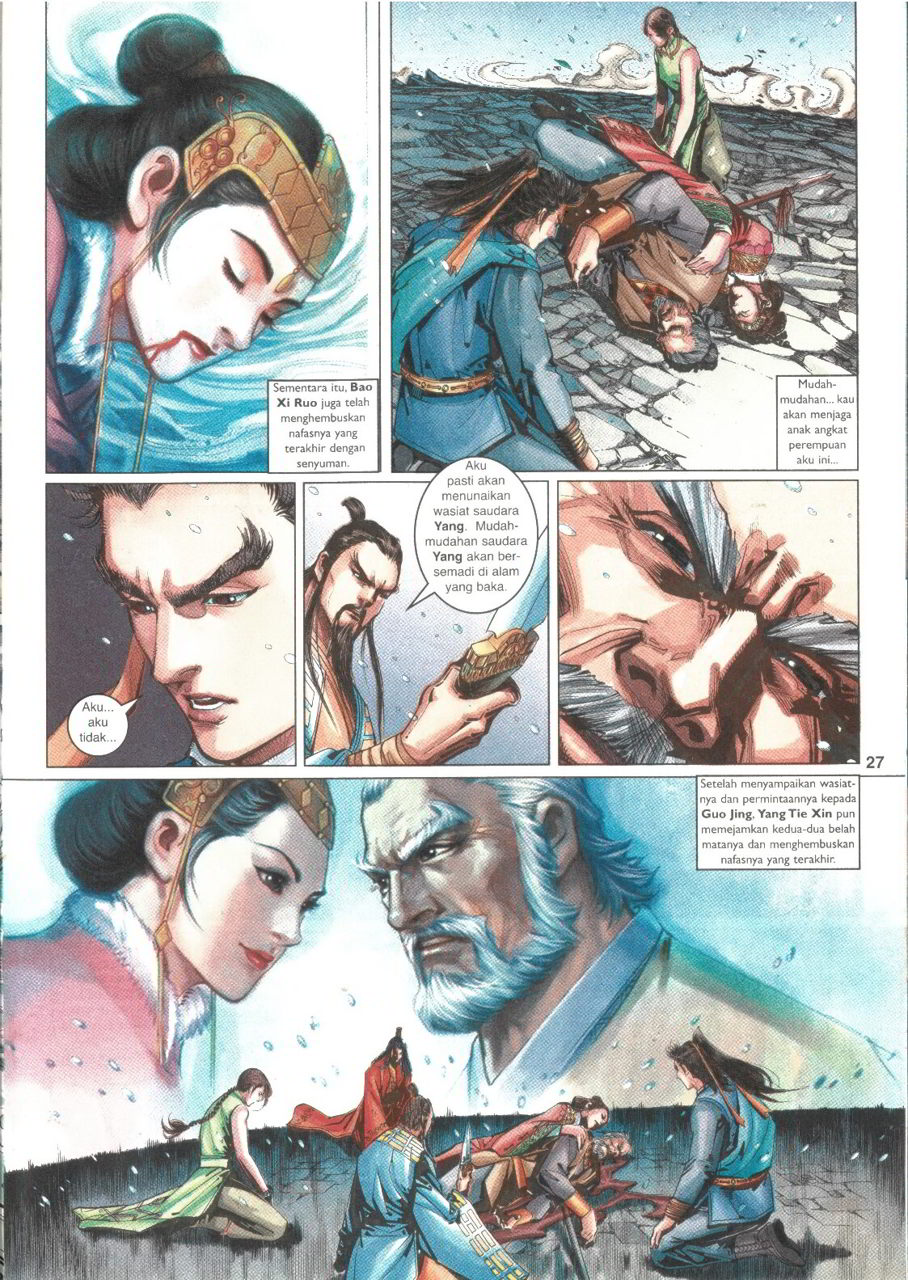 Sementara itu, Bao
Xi Ruo juga telah
menghembuskan
nafasnya yang
terakhir dengan
senyuman.
Mudah-
mudahan... kau
akan menjaga
anak angkat
perempuan
aku ini...
Aku...
aku
tidak...
Aku
pasti akan
menunaikan
wasiat saudara
Yang. Mudah-
mudahan saudara
Yang akan ber-
semadi di alam
yang baka.
27
Setelah menyampaikan wasiat-
nya dan permintaannya kepada
Guo Jing, Yang Tie Xin pun
memejamkan kedua-dua belah
matanya dan menghembuskan
nafasnya yang terakhir.